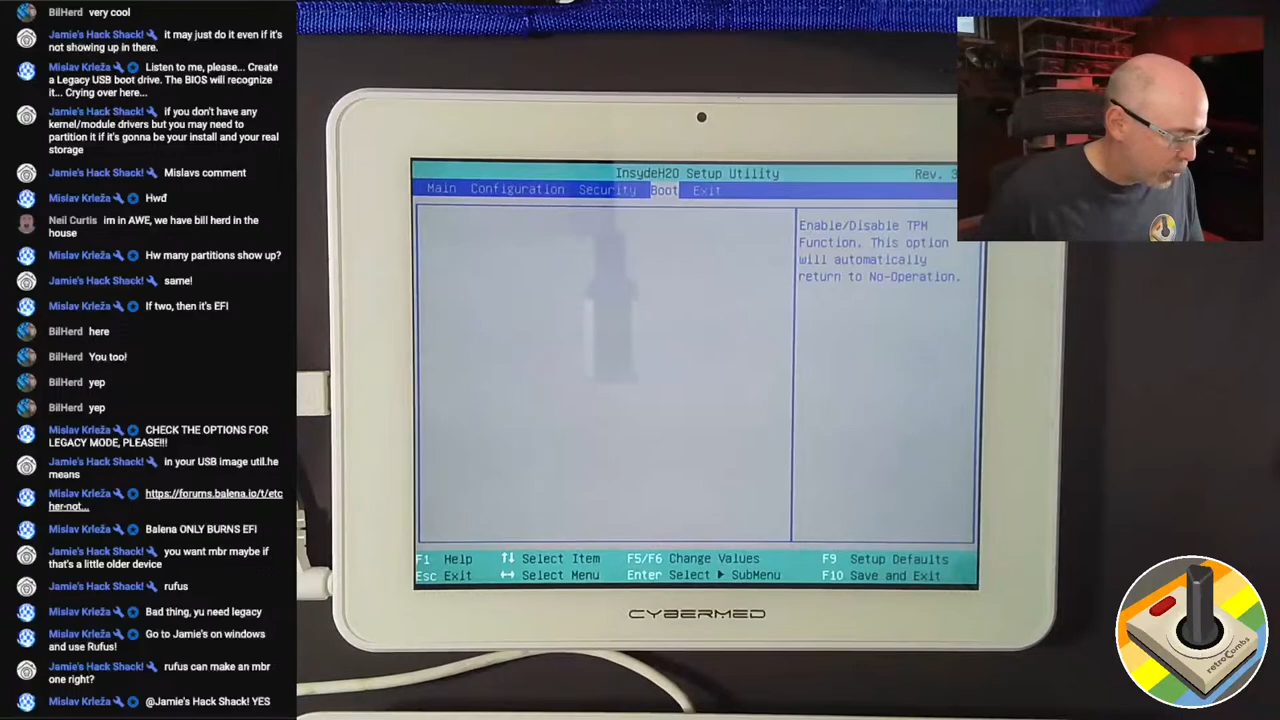 BilHerd very cool
Jamie's Hack Shack! it may just do it even if it's
not showing up in there.
Mislav Krleža Listen to me, please... Create
a Legacy USB boot drive. The BIOS will recognize
it... Crying over here...
Jamie's Hack Shack! if you don't have any
kernel/module drivers but you may need to
partition it if it's gonna be your install and your real
storage
Jamie's Hack Shack! Mislavs comment
Mislav Krleža Hwđ
Neil Curtis im in AWE, we have bill herd in the
house
Mislav Krleža Hw many partitions show up?
Jamie's Hack Shack! same!
Mislav Krleža If two, then it's EFI
BilHerd here
BilHerd You too!
BilHerd yep
BilHerd yep
Mislav Krleža CHECK THE OPTIONS FOR
LEGACY MODE, PLEASE!!!
Jamie's Hack Shack! in your USB image util.he
means
Mislav Krleža https://forums.balena.io/t/etc
her-not...
Mislav Krleža Balena ONLY BURNS EFI
Jamie's Hack Shack! you want mbr maybe if
that's a little older device
Jamie's Hack Shack! rufus
Mislav Krleža Bad thing, yu need legacy
Mislav Krleža Go to Jamie's on windows
and use Rufus!
Jamie's Hack Shack! rufus can make an mbr
one right?
Mislav Krleža @Jamie's Hack Shack! YES
InsydeH2O Setup Utility Rev. 3
Main Configuration Security Boot Exit
Enable/Disable TPM
Function. This option
will automatically
return to No-Operation.
F1 Help ↑↓ Select Item F5/F6 Change Values F9 Setup Defaults
Esc Exit ↔ Select Menu Enter Select ▶ SubMenu F10 Save and Exit
CYBERMED
retroCombs